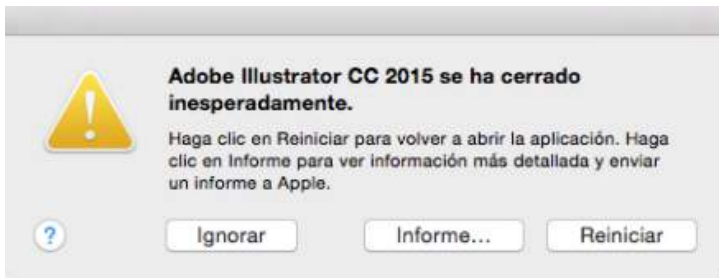 Adobe Illustrator CC 2015 se ha cerrado
inesperadamente.
Haga clic en Reiniciar para volver a abrir la aplicación. Haga
clic en Informe para ver información más detallada y enviar
un informe a Apple.
?
Ignorar
Informe...
Reiniciar